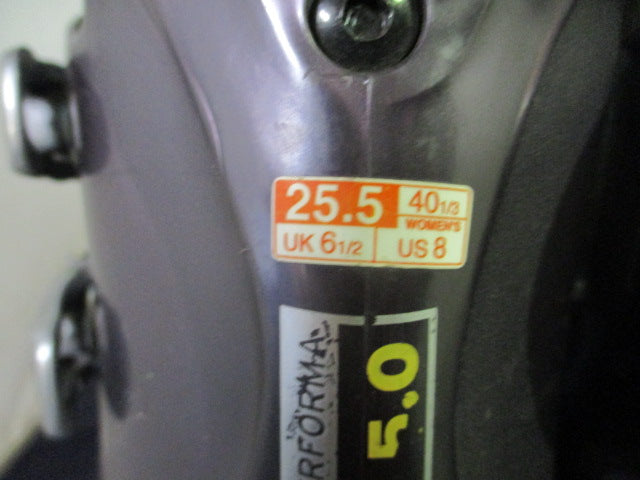 25.5
40 1/3
WOMEN'S
UK 6 1/2
US 8
RFORMA
5.0